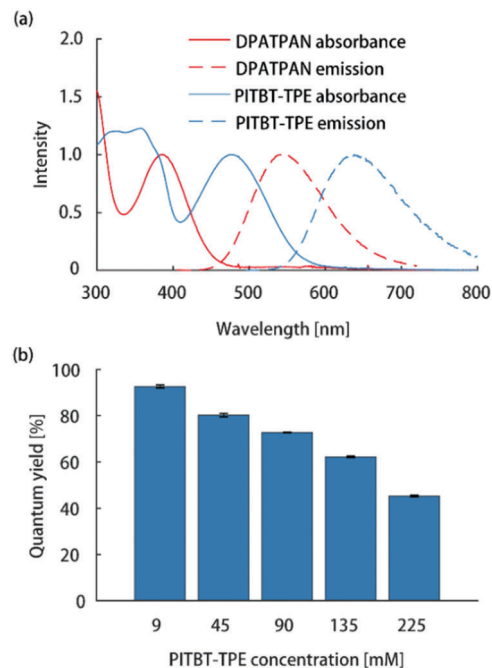 (a)
2.0
1.5
1.0
0.5
0
Intensity
DPATPAN absorbance
DPATPAN emission
PITBT-TPE absorbance
PITBT-TPE emission
300 400 500 600 700 800
Wavelength [nm]
(b)
100
80
60
40
20
0
Quantum yield [%]
9 45 90 135 225
PITBT-TPE concentration [mM]